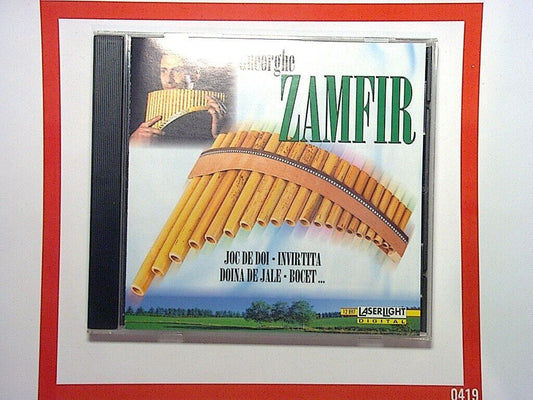 Gheorghe
ZAMFIR
JOC DE DOI • INVIRTITA
DOINA DE JALE • BOCET...
LASERLIGHT
DIGITAL
0419